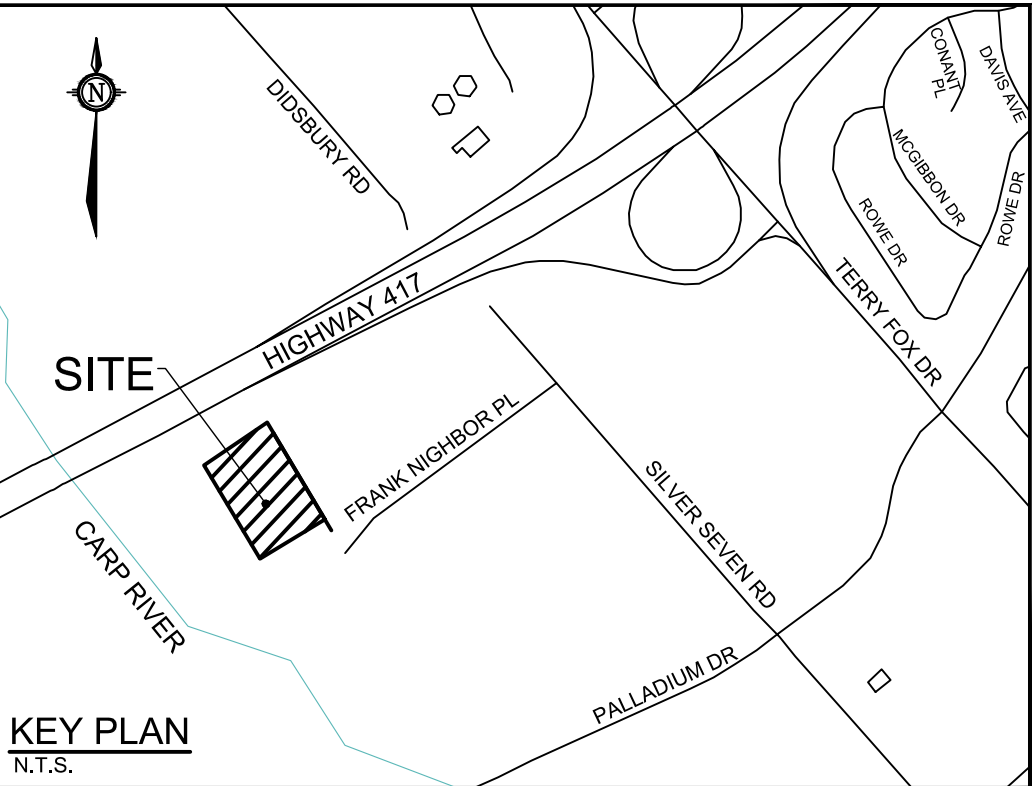 N
DIDSBURY RD
CONANT
PL
DAVIS AVE
MCGIBBON DR
ROWE DR
ROWE DR
TERRY FOX DR
HIGHWAY 417
SITE
FRANK NIGHBOR PL
SILVER SEVEN RD
CARP RIVER
PALLADIUM DR
KEY PLAN
N.T.S.